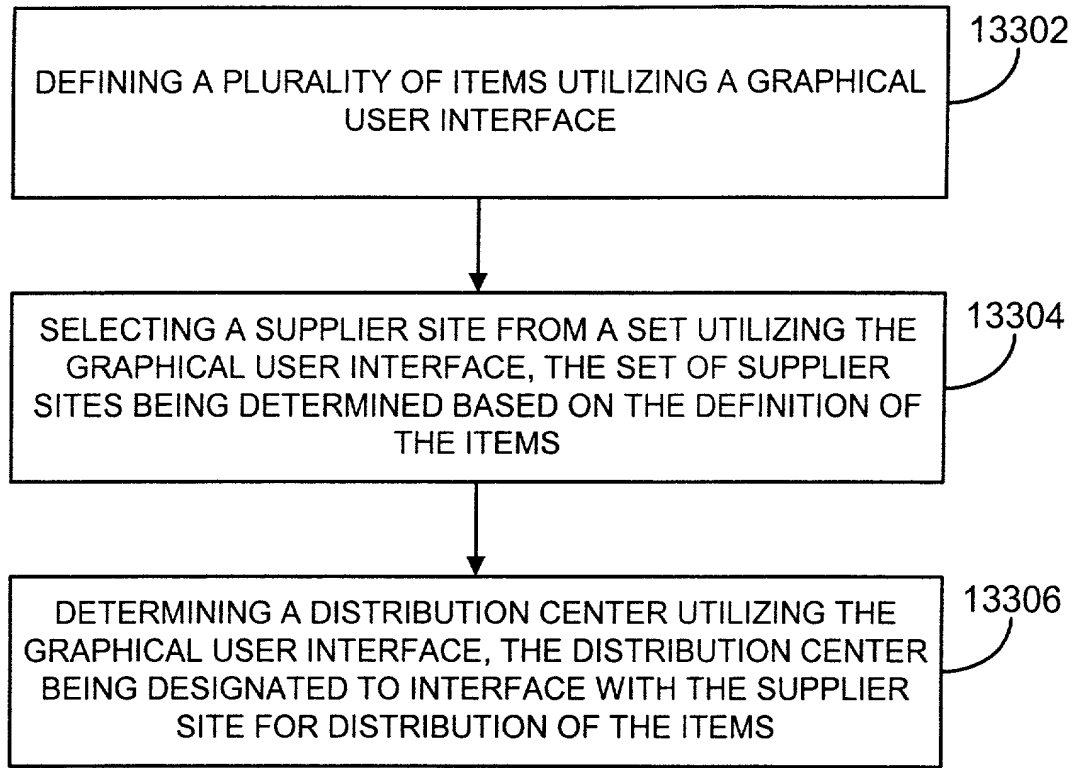 13302
DEFINING A PLURALITY OF ITEMS UTILIZING A GRAPHICAL
USER INTERFACE
13304
SELECTING A SUPPLIER SITE FROM A SET UTILIZING THE
GRAPHICAL USER INTERFACE, THE SET OF SUPPLIER
SITES BEING DETERMINED BASED ON THE DEFINITION OF
THE ITEMS
13306
DETERMINING A DISTRIBUTION CENTER UTILIZING THE
GRAPHICAL USER INTERFACE, THE DISTRIBUTION CENTER
BEING DESIGNATED TO INTERFACE WITH THE SUPPLIER
SITE FOR DISTRIBUTION OF THE ITEMS